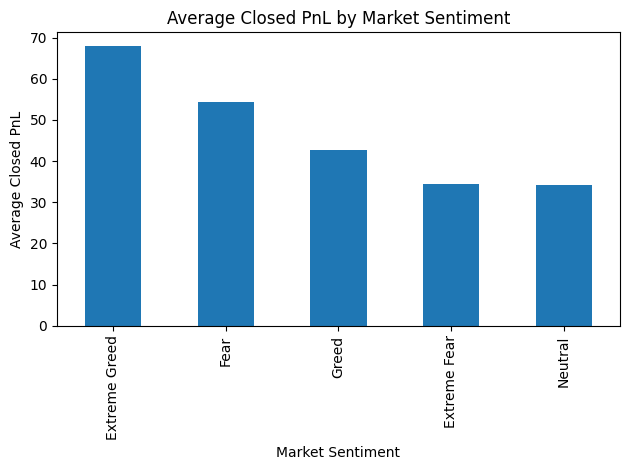 Average Closed PnL by Market Sentiment
Average Closed PnL
70
60
50
40
30
20
10
0
Extreme Greed
Fear
Greed
Extreme Fear
Neutral
Market Sentiment